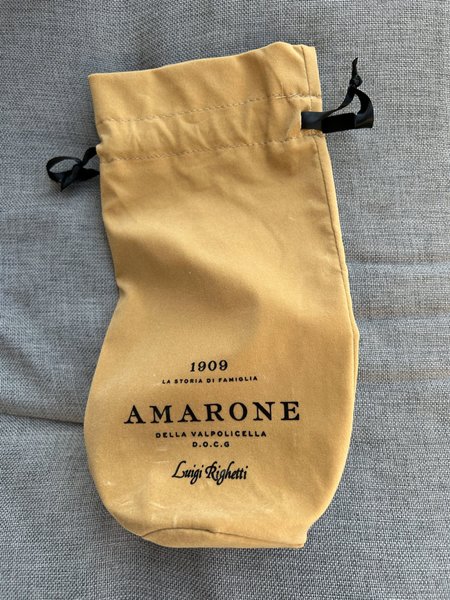 1909
LA STORIA DI FAMIGLIA
AMARONE
DELLA VALPOLICELLA
D.O.C.G
Luigi Righetti